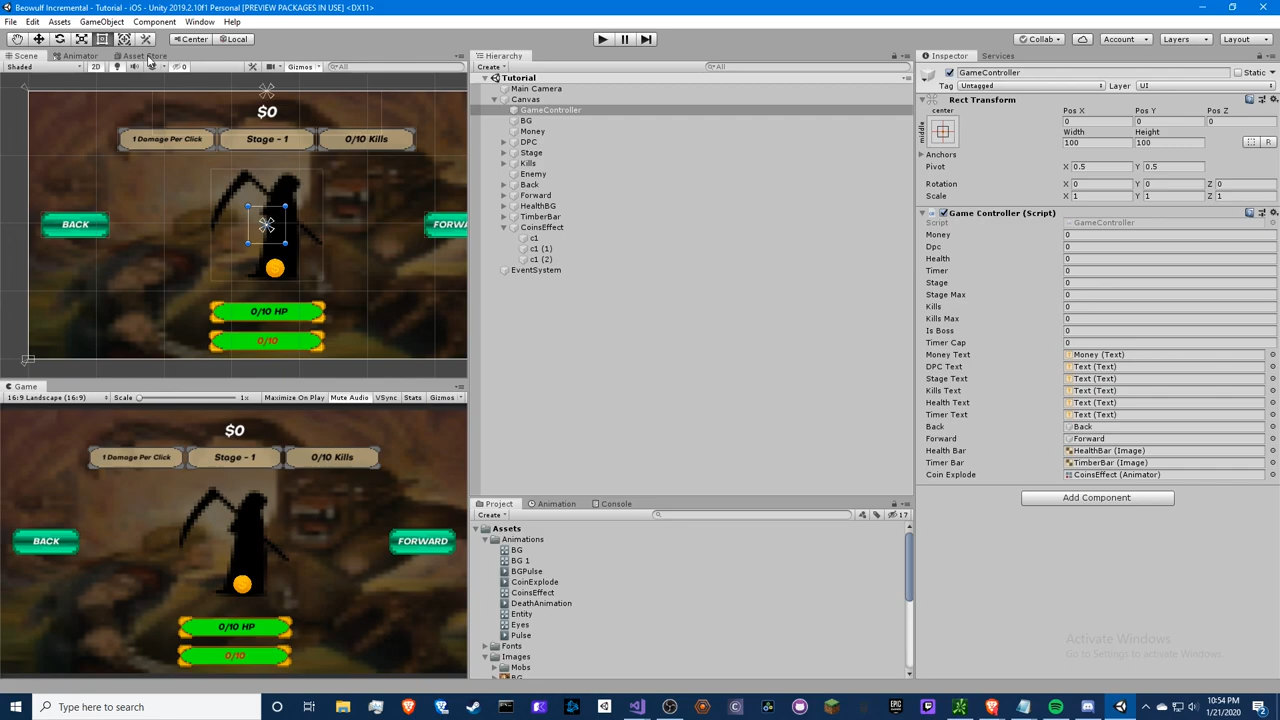 Beowulf Incremental - Tutorial - iOS - Unity 2019.2.10f1 Personal [PREVIEW PACKAGES IN USE] <DX11>
File Edit Assets GameObject Component Window Help
Center Local
Collab Account Layers Layout
Scene Animator Asset Store
Shaded 2D 0 Gizmos All
$0
1 Damage Per Click Stage - 1 0/10 Kills
BACK FORWA
0/10 HP
0/10
Game
16:9 Landscape (16:9) Scale 1x Maximize On Play Mute Audio VSync Stats Gizmos
$0
1 Damage Per Click Stage - 1 0/10 Kills
BACK FORWARD
0/10 HP
0/10
Hierarchy
Create All
Tutorial
Main Camera
Canvas
GameController
BG
Money
DPC
Stage
Kills
Enemy
Back
Forward
HealthBG
TimberBar
CoinsEffect
c1
c1 (1)
c1 (2)
EventSystem
Project Animation Console
Create 17
Assets
Animations
BG
BG 1
BGPulse
CoinExplode
CoinsEffect
DeathAnimation
Entity
Eyes
Pulse
Fonts
Images
Mobs
BG
Inspector Services
GameController Static
Tag Untagged Layer UI
Rect Transform
center Pos X Pos Y Pos Z
middle 0 0 0
Width Height
100 100 R
Anchors
Pivot X 0.5 Y 0.5
Rotation X 0 Y 0 Z 0
Scale X 1 Y 1 Z 1
Game Controller (Script)
Script GameController
Money 0
Dpc 0
Health 0
Timer 0
Stage 0
Stage Max 0
Kills 0
Kills Max 0
Is Boss 0
Timer Cap 0
Money Text Money (Text)
DPC Text Text (Text)
Stage Text Text (Text)
Kills Text Text (Text)
Health Text Text (Text)
Timer Text Text (Text)
Back Back
Forward Forward
Health Bar HealthBar (Image)
Timer Bar TimberBar (Image)
Coin Explode CoinsEffect (Animator)
Add Component
Activate Windows
Go to Settings to activate Windows.
Type here to search
10:54 PM
1/21/2020